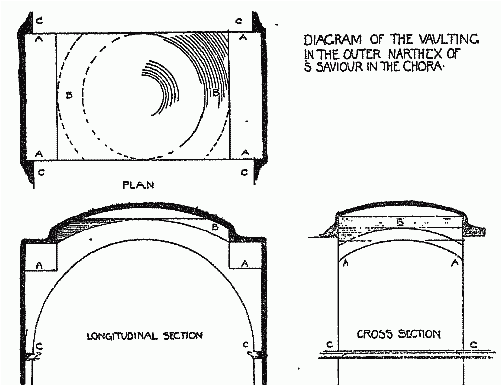 DIAGRAM OF THE VAULTING
IN THE OUTER NARTHEX OF
S SAVIOUR IN THE CHORA.
C C
A A
B B
A A
C C
PLAN
B
A A
LONGITUDINAL SECTION
C C
B
A A
CROSS SECTION
C C